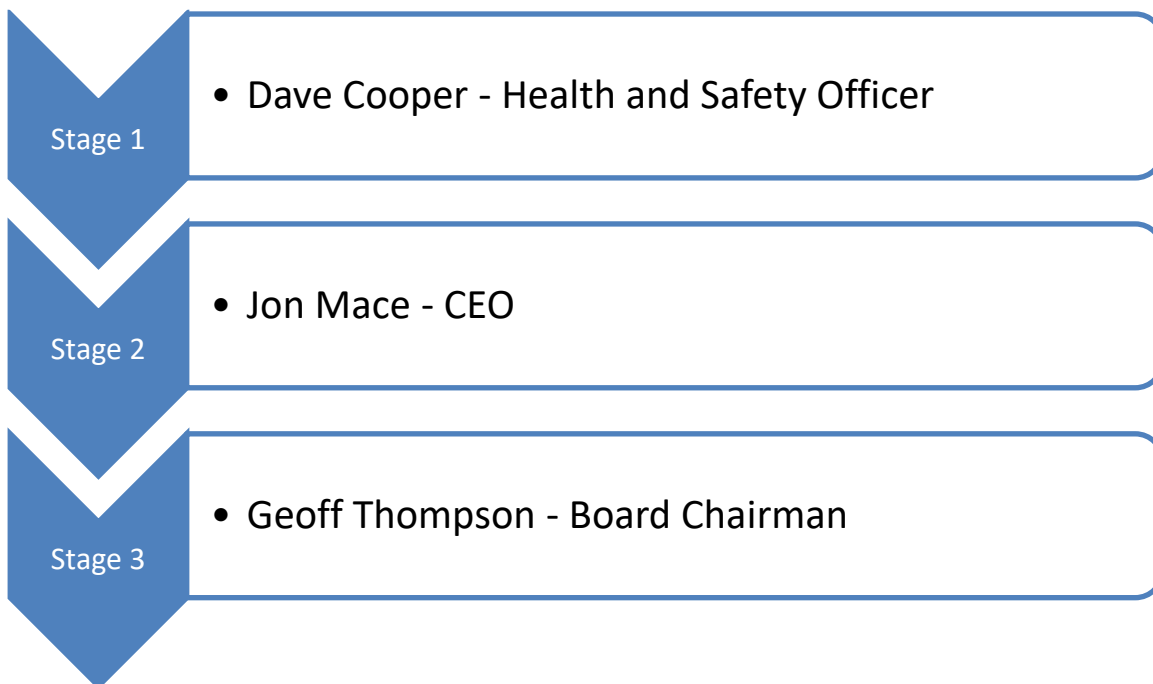 Stage 1
• Dave Cooper - Health and Safety Officer
Stage 2
• Jon Mace - CEO
Stage 3
• Geoff Thompson - Board Chairman